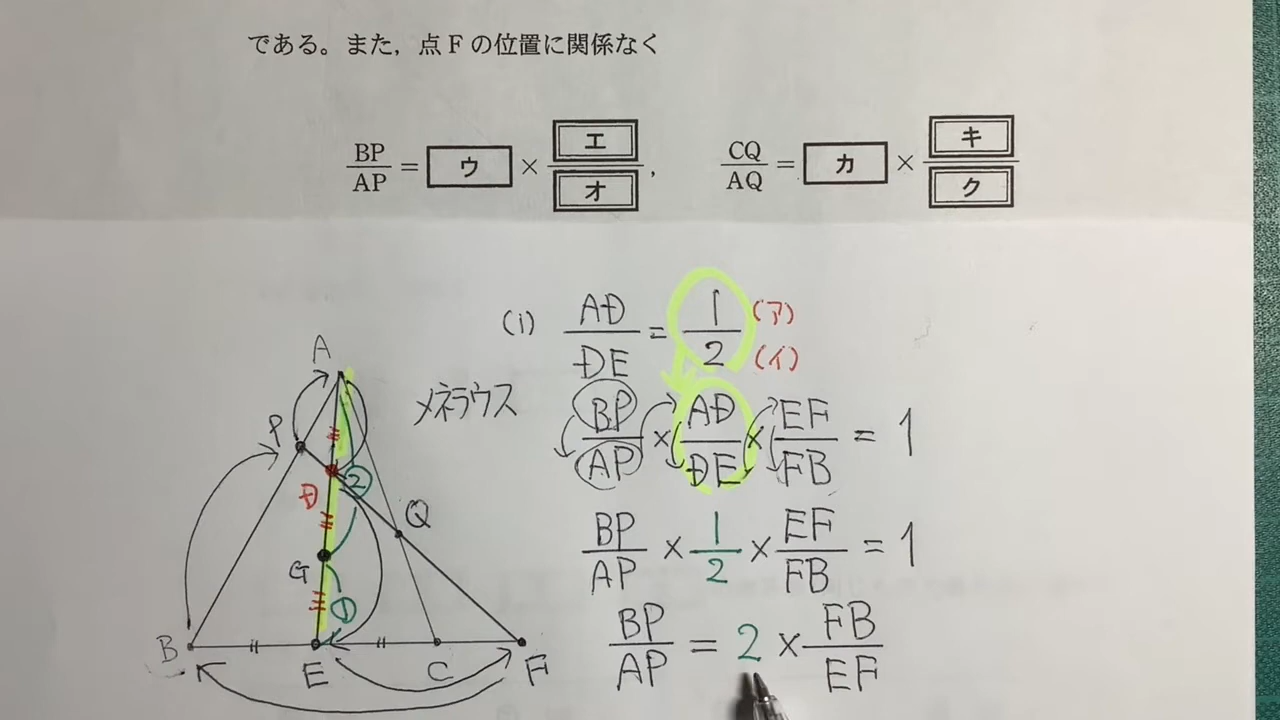 である。また，点Fの位置に関係なく
BP/AP = ウ × エ/オ , CQ/AQ = カ × キ/ク
(i) AD/DE = 1/2 (ア) (イ)
メネラウス
BP/AP × AD/DE × EF/FB = 1
BP/AP × 1/2 × EF/FB = 1
BP/AP = 2 × FB/EF
A
P
D
②
Q
G
①
B E C F